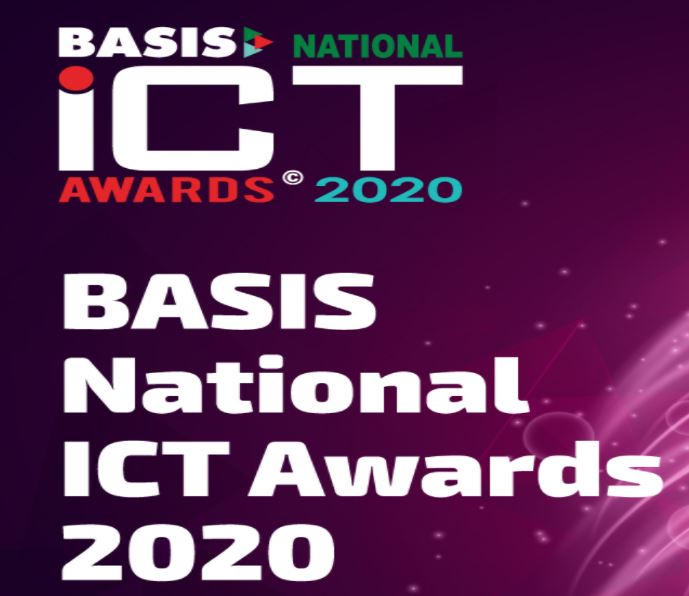 BASIS NATIONAL
iCT
AWARDS © 2020
BASIS
National
ICT Awards
2020